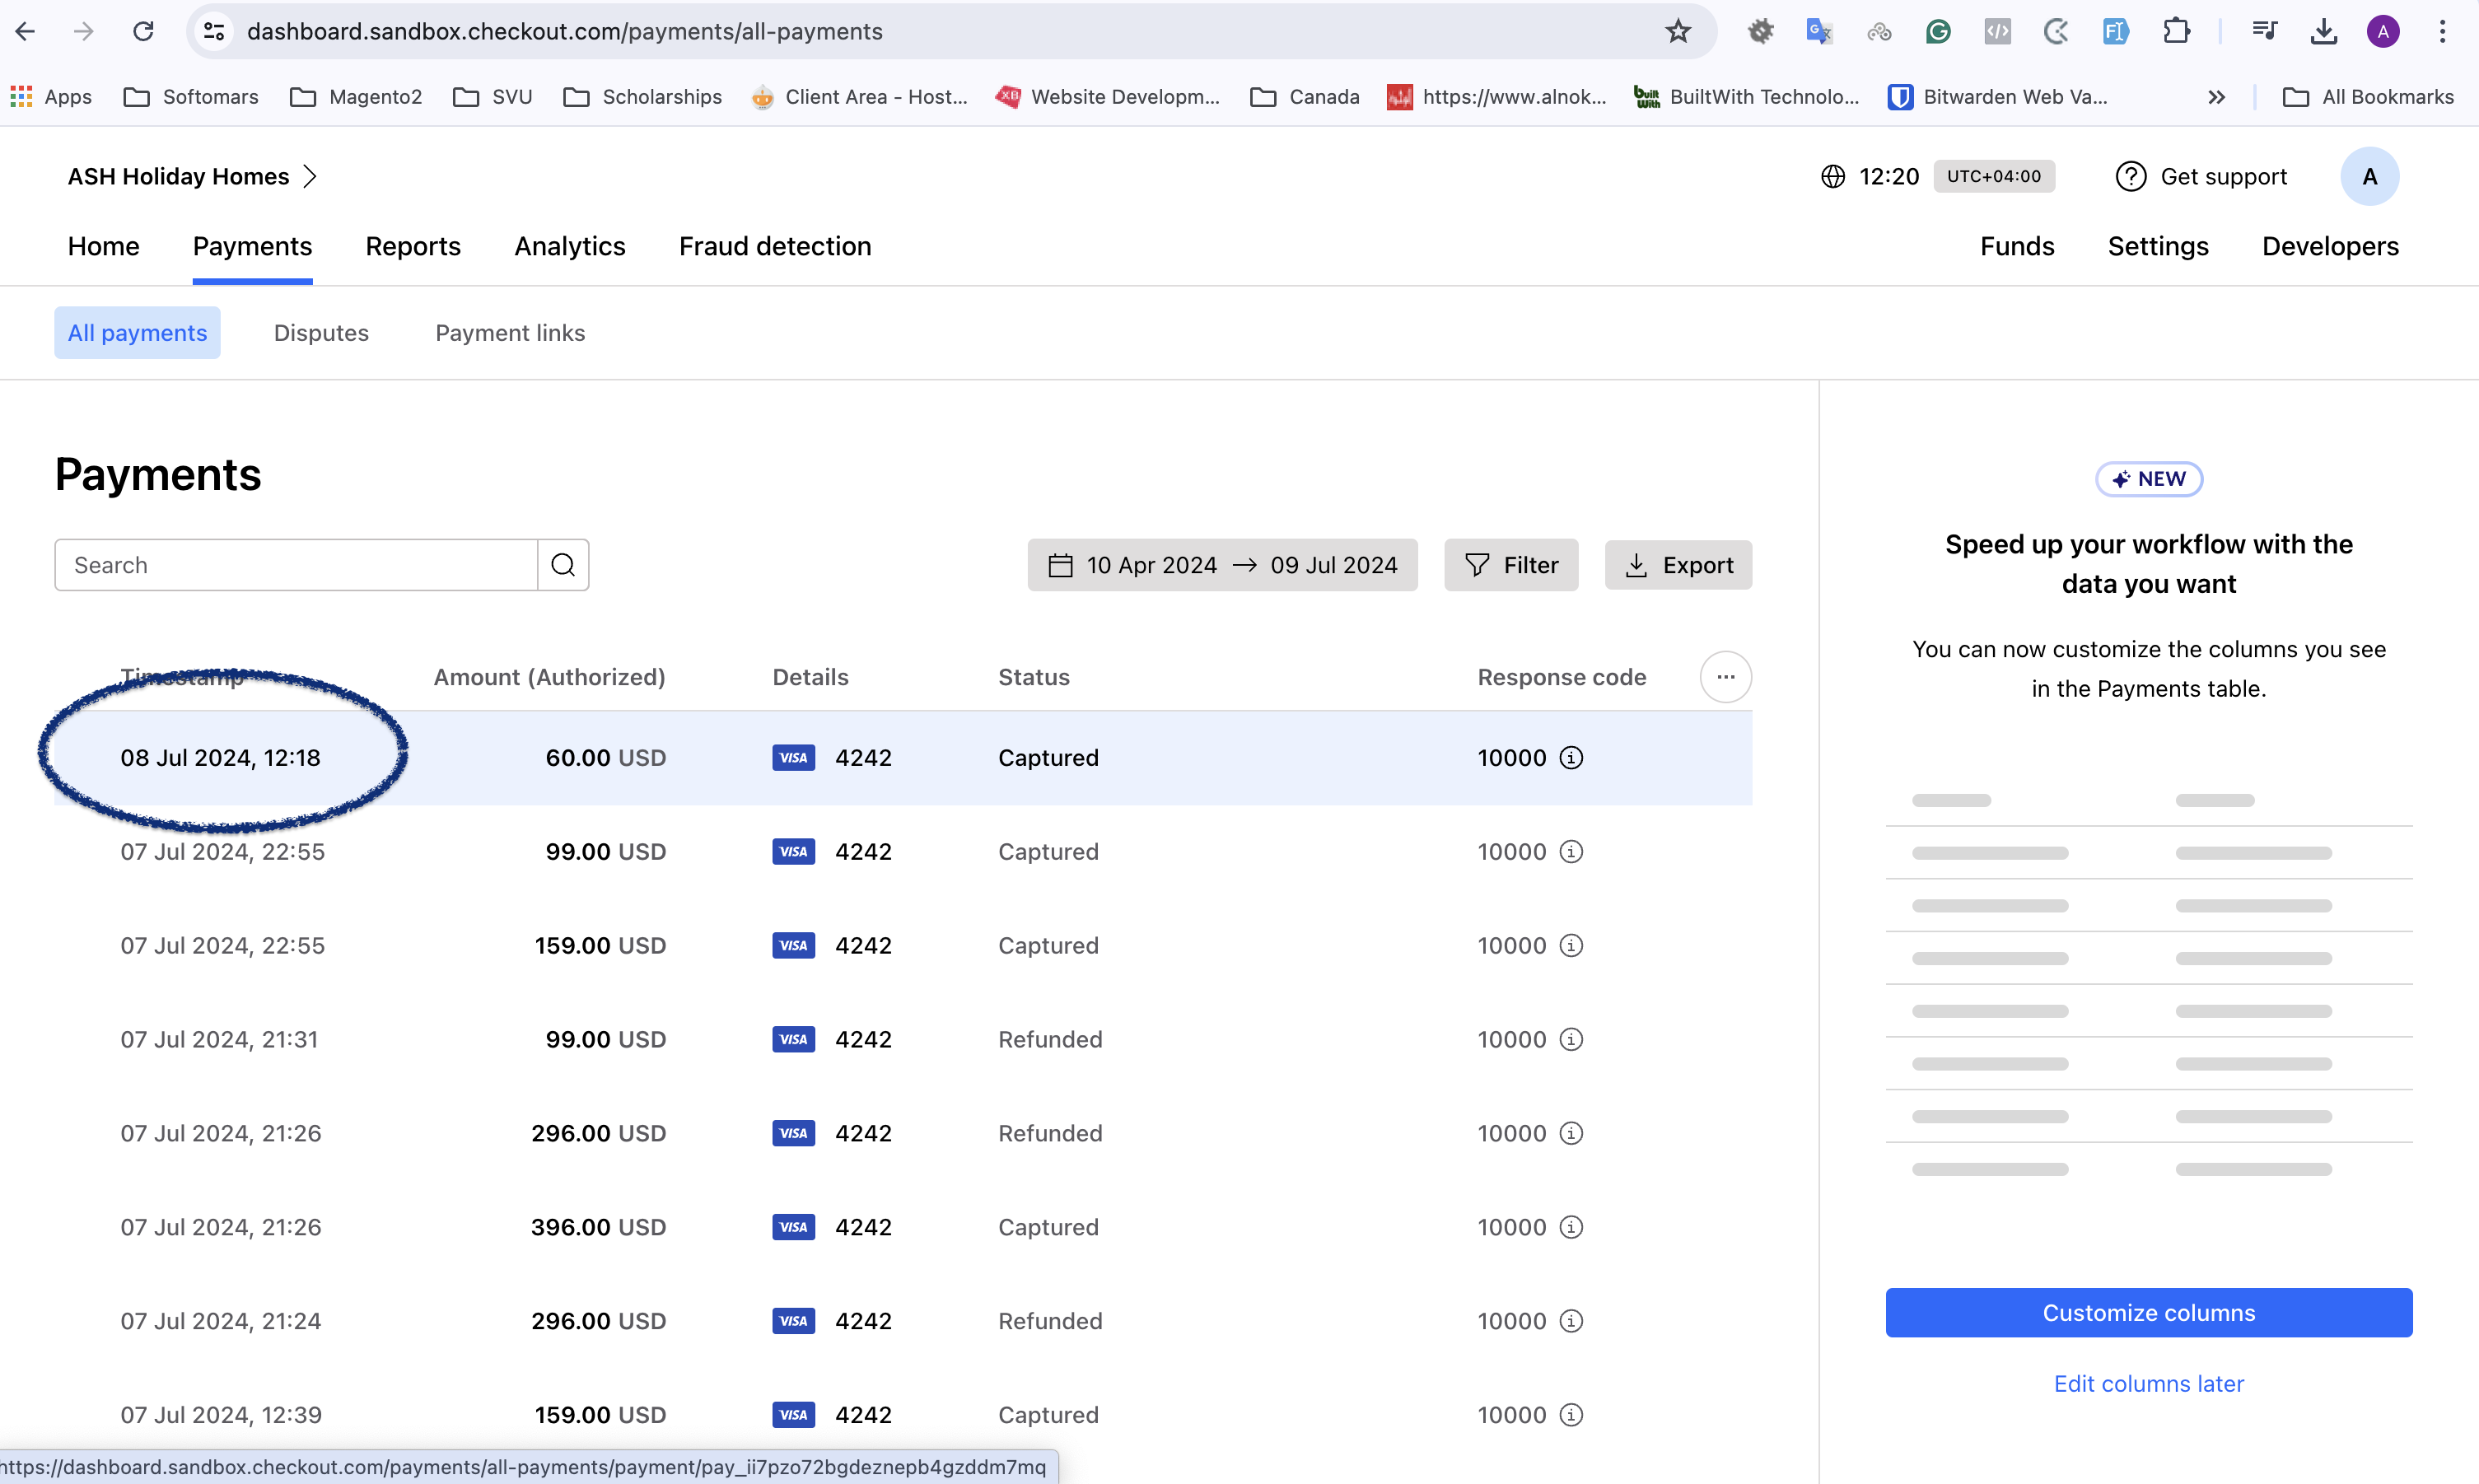 dashboard.sandbox.checkout.com/payments/all-payments
Apps Softomars Magento2 SVU Scholarships Client Area - Host... XB Website Developm... Canada https://www.alnok... built With BuiltWith Technolo... Bitwarden Web Va... All Bookmarks
ASH Holiday Homes 12:20 UTC+04:00 Get support A
Home Payments Reports Analytics Fraud detection Funds Settings Developers
All payments Disputes Payment links
Payments
Search 10 Apr 2024 → 09 Jul 2024 Filter Export
Timestamp Amount (Authorized) Details Status Response code ...
08 Jul 2024, 12:18 60.00 USD VISA 4242 Captured 10000
07 Jul 2024, 22:55 99.00 USD VISA 4242 Captured 10000
07 Jul 2024, 22:55 159.00 USD VISA 4242 Captured 10000
07 Jul 2024, 21:31 99.00 USD VISA 4242 Refunded 10000
07 Jul 2024, 21:26 296.00 USD VISA 4242 Refunded 10000
07 Jul 2024, 21:26 396.00 USD VISA 4242 Captured 10000
07 Jul 2024, 21:24 296.00 USD VISA 4242 Refunded 10000
07 Jul 2024, 12:39 159.00 USD VISA 4242 Captured 10000
NEW
Speed up your workflow with the
data you want
You can now customize the columns you see
in the Payments table.
Customize columns
Edit columns later
https://dashboard.sandbox.checkout.com/payments/all-payments/payment/pay_ii7pzo72bgdeznepb4gzddm7mq